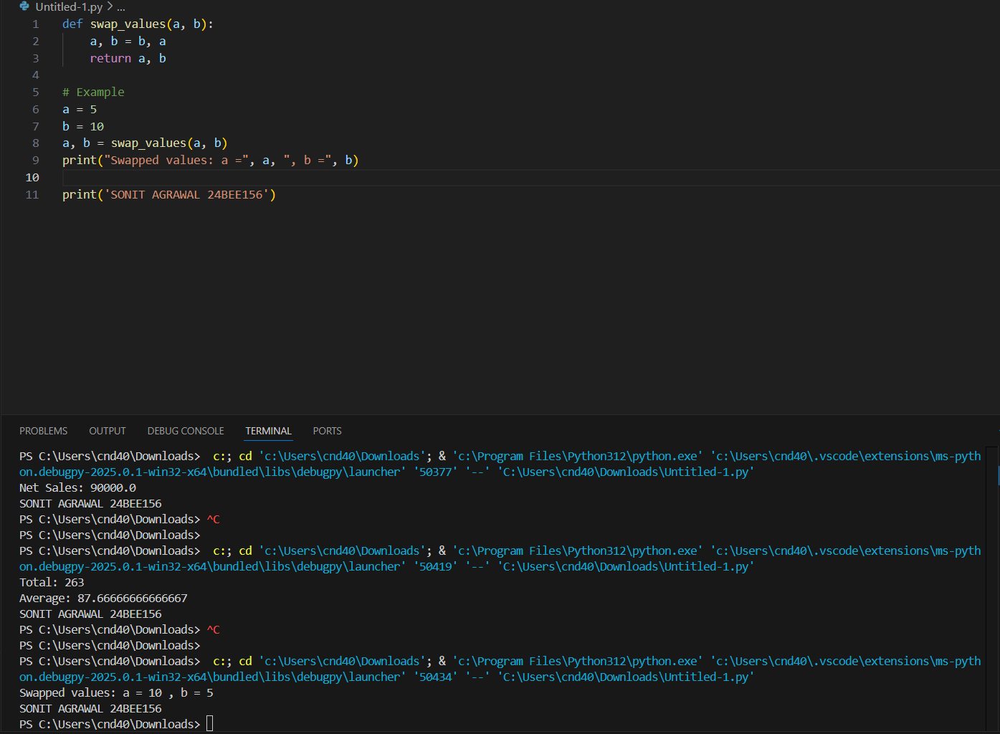 Untitled-1.py > ...
1 def swap_values(a, b):
2     a, b = b, a
3     return a, b
4
5 # Example
6 a = 5
7 b = 10
8 a, b = swap_values(a, b)
9 print("Swapped values: a =", a, ", b =", b)
10
11 print('SONIT AGRAWAL 24BEE156')
PROBLEMS OUTPUT DEBUG CONSOLE TERMINAL PORTS
PS C:\Users\cnd40\Downloads>  c:; cd 'c:\Users\cnd40\Downloads'; & 'c:\Program Files\Python312\python.exe' 'c:\Users\cnd40\.vscode\extensions\ms-pyth
on.debugpy-2025.0.1-win32-x64\bundled\libs\debugpy\launcher' '50377' '--' 'C:\Users\cnd40\Downloads\Untitled-1.py'
Net Sales: 90000.0
SONIT AGRAWAL 24BEE156
PS C:\Users\cnd40\Downloads> ^C
PS C:\Users\cnd40\Downloads>
PS C:\Users\cnd40\Downloads>  c:; cd 'c:\Users\cnd40\Downloads'; & 'c:\Program Files\Python312\python.exe' 'c:\Users\cnd40\.vscode\extensions\ms-pyth
on.debugpy-2025.0.1-win32-x64\bundled\libs\debugpy\launcher' '50419' '--' 'C:\Users\cnd40\Downloads\Untitled-1.py'
Total: 263
Average: 87.66666666666667
SONIT AGRAWAL 24BEE156
PS C:\Users\cnd40\Downloads> ^C
PS C:\Users\cnd40\Downloads>
PS C:\Users\cnd40\Downloads>  c:; cd 'c:\Users\cnd40\Downloads'; & 'c:\Program Files\Python312\python.exe' 'c:\Users\cnd40\.vscode\extensions\ms-pyth
on.debugpy-2025.0.1-win32-x64\bundled\libs\debugpy\launcher' '50434' '--' 'C:\Users\cnd40\Downloads\Untitled-1.py'
Swapped values: a = 10 , b = 5
SONIT AGRAWAL 24BEE156
PS C:\Users\cnd40\Downloads>